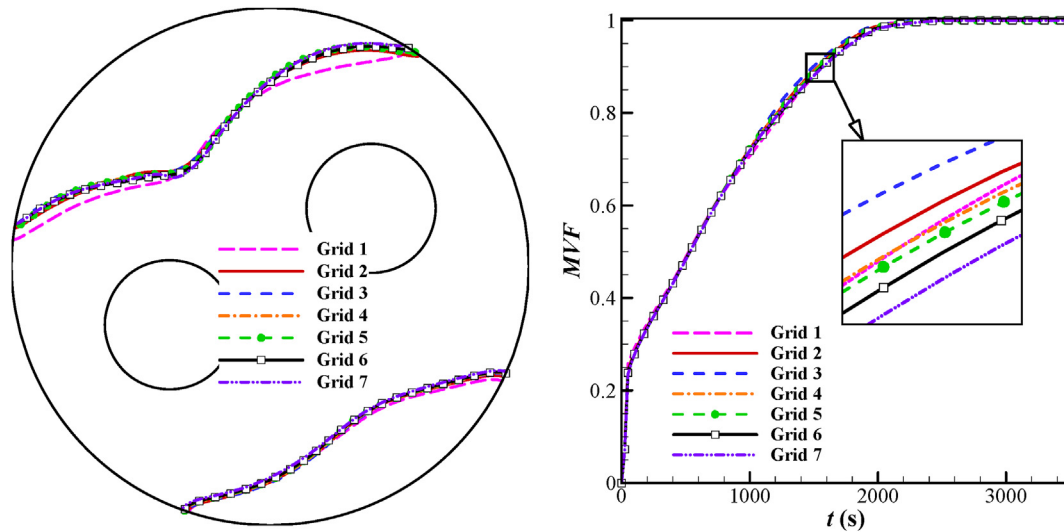 Grid 1
Grid 2
Grid 3
Grid 4
Grid 5
Grid 6
Grid 7
MVF
1
0.8
0.6
0.4
0.2
0
0
1000
2000
3000
t (s)
Grid 1
Grid 2
Grid 3
Grid 4
Grid 5
Grid 6
Grid 7